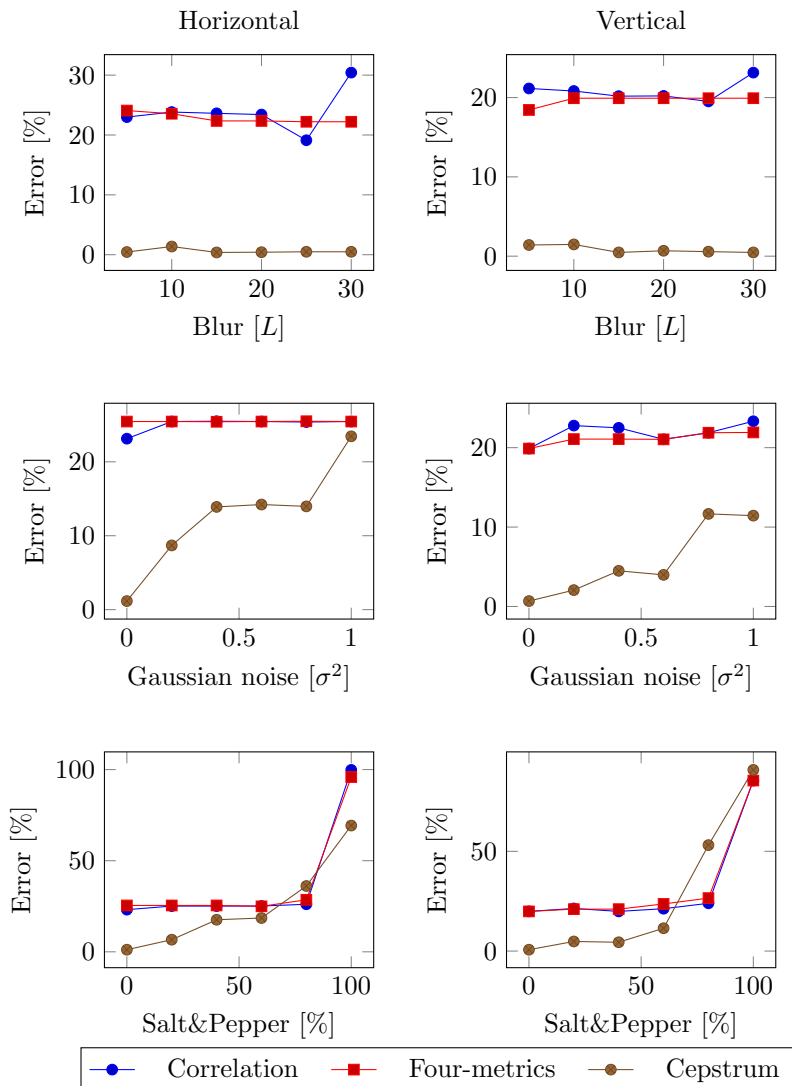 Horizontal Vertical
30
20
10
0
Error [%]
10 20 30
Blur [L]
20
10
0
Error [%]
10 20 30
Blur [L]
20
10
0
Error [%]
0 0.5 1
Gaussian noise [σ²]
20
10
0
Error [%]
0 0.5 1
Gaussian noise [σ²]
100
50
0
Error [%]
0 50 100
Salt&Pepper [%]
50
0
Error [%]
0 50 100
Salt&Pepper [%]
Correlation Four-metrics Cepstrum